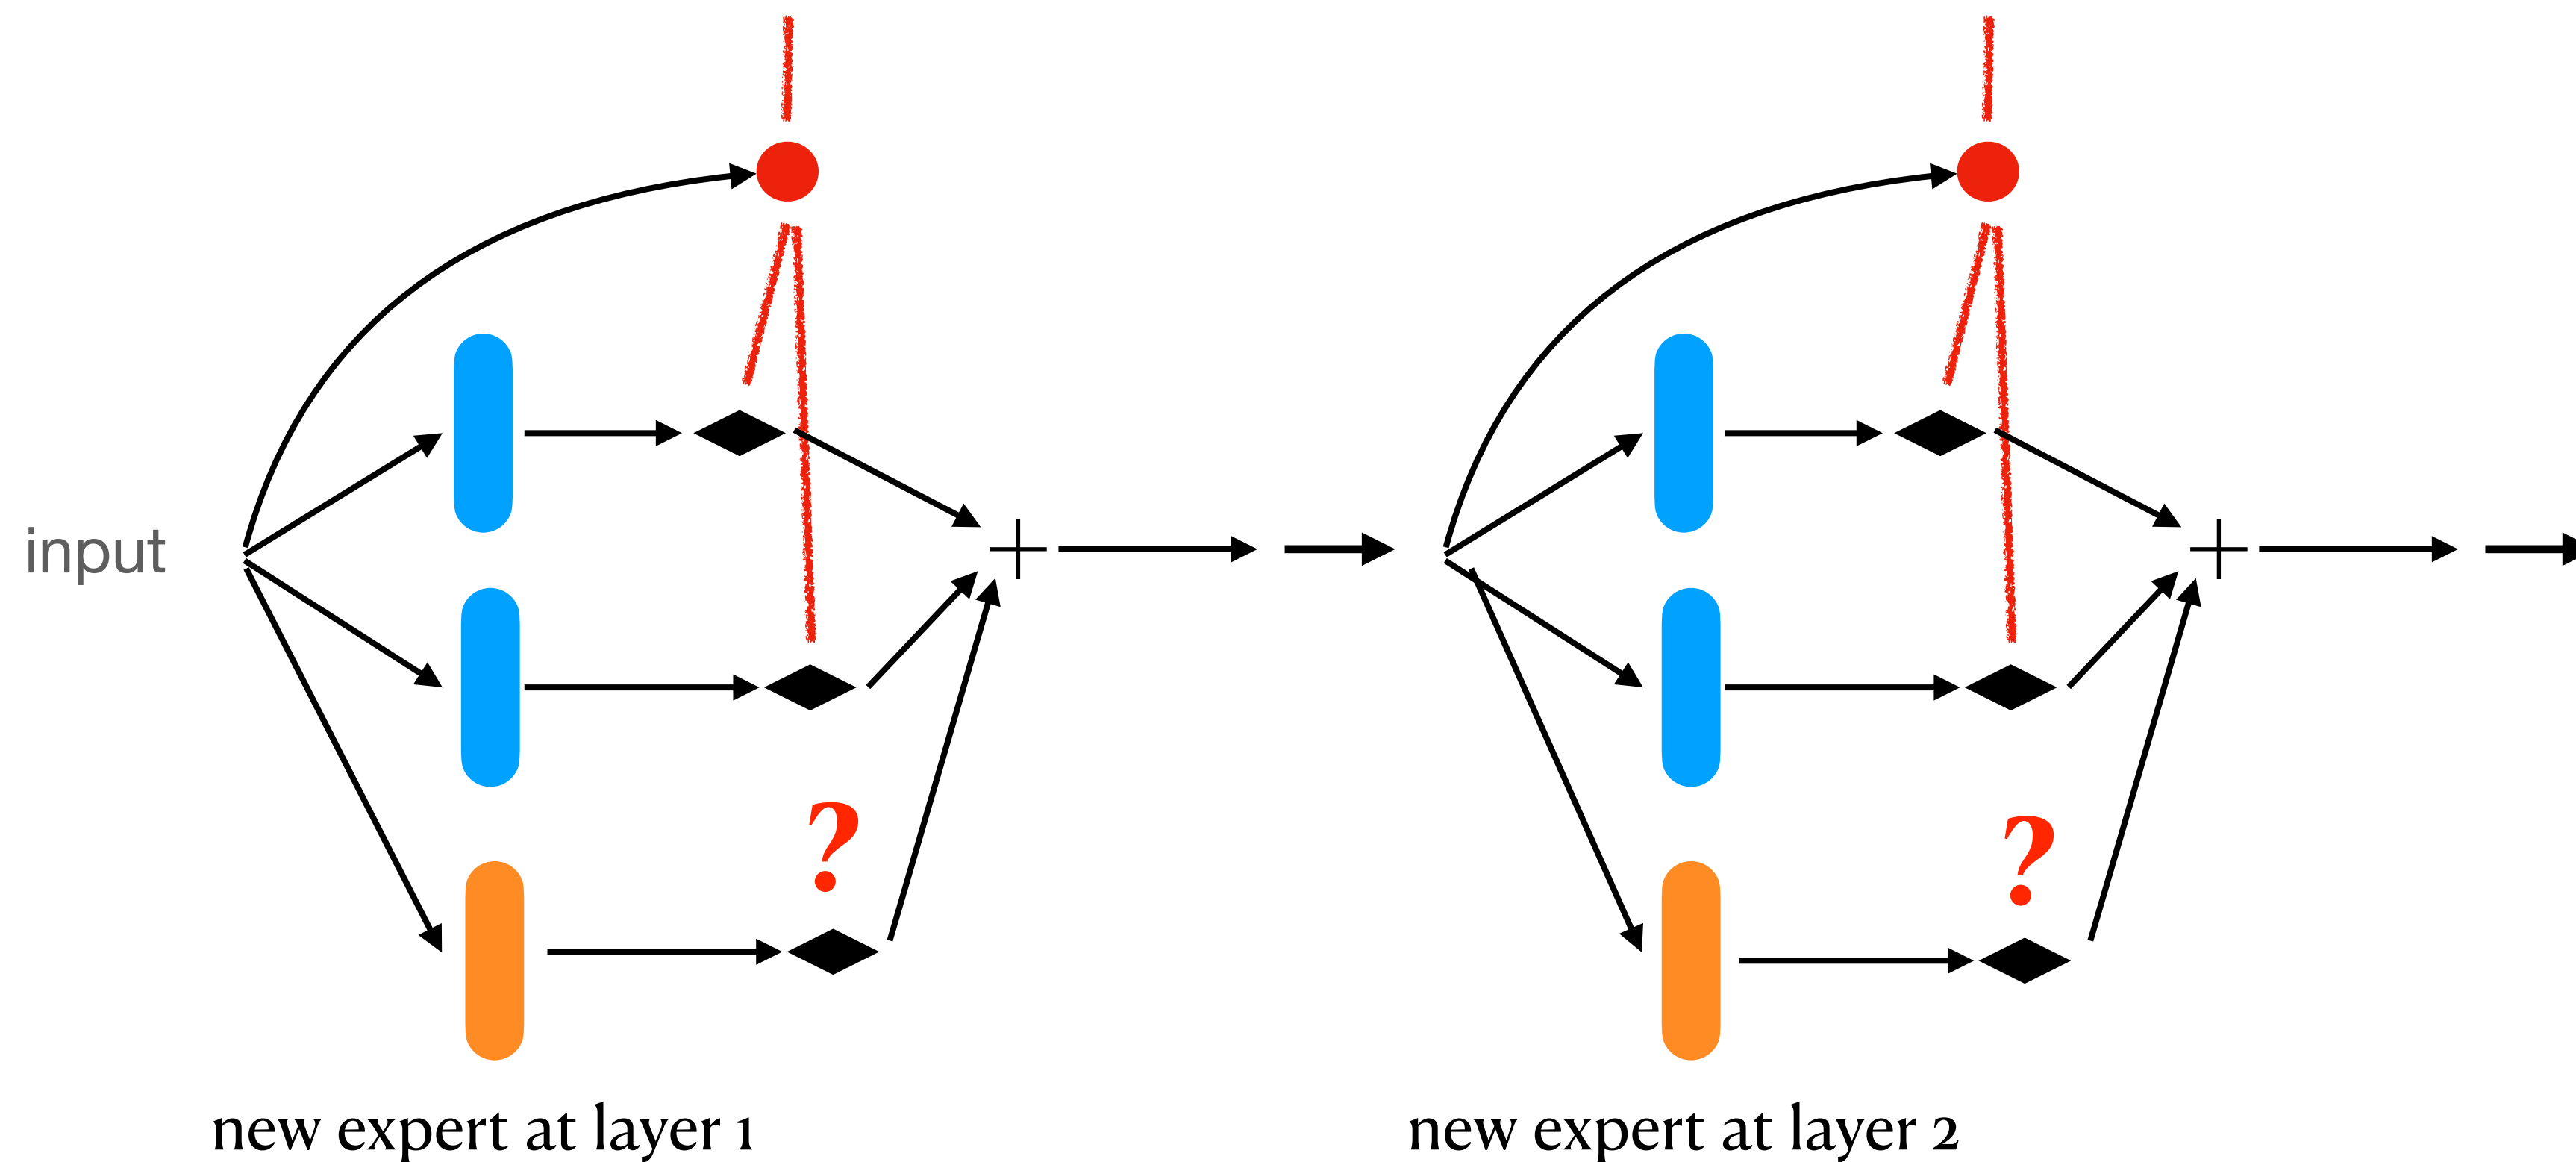 input
?
?
new expert at layer 1
new expert at layer 2